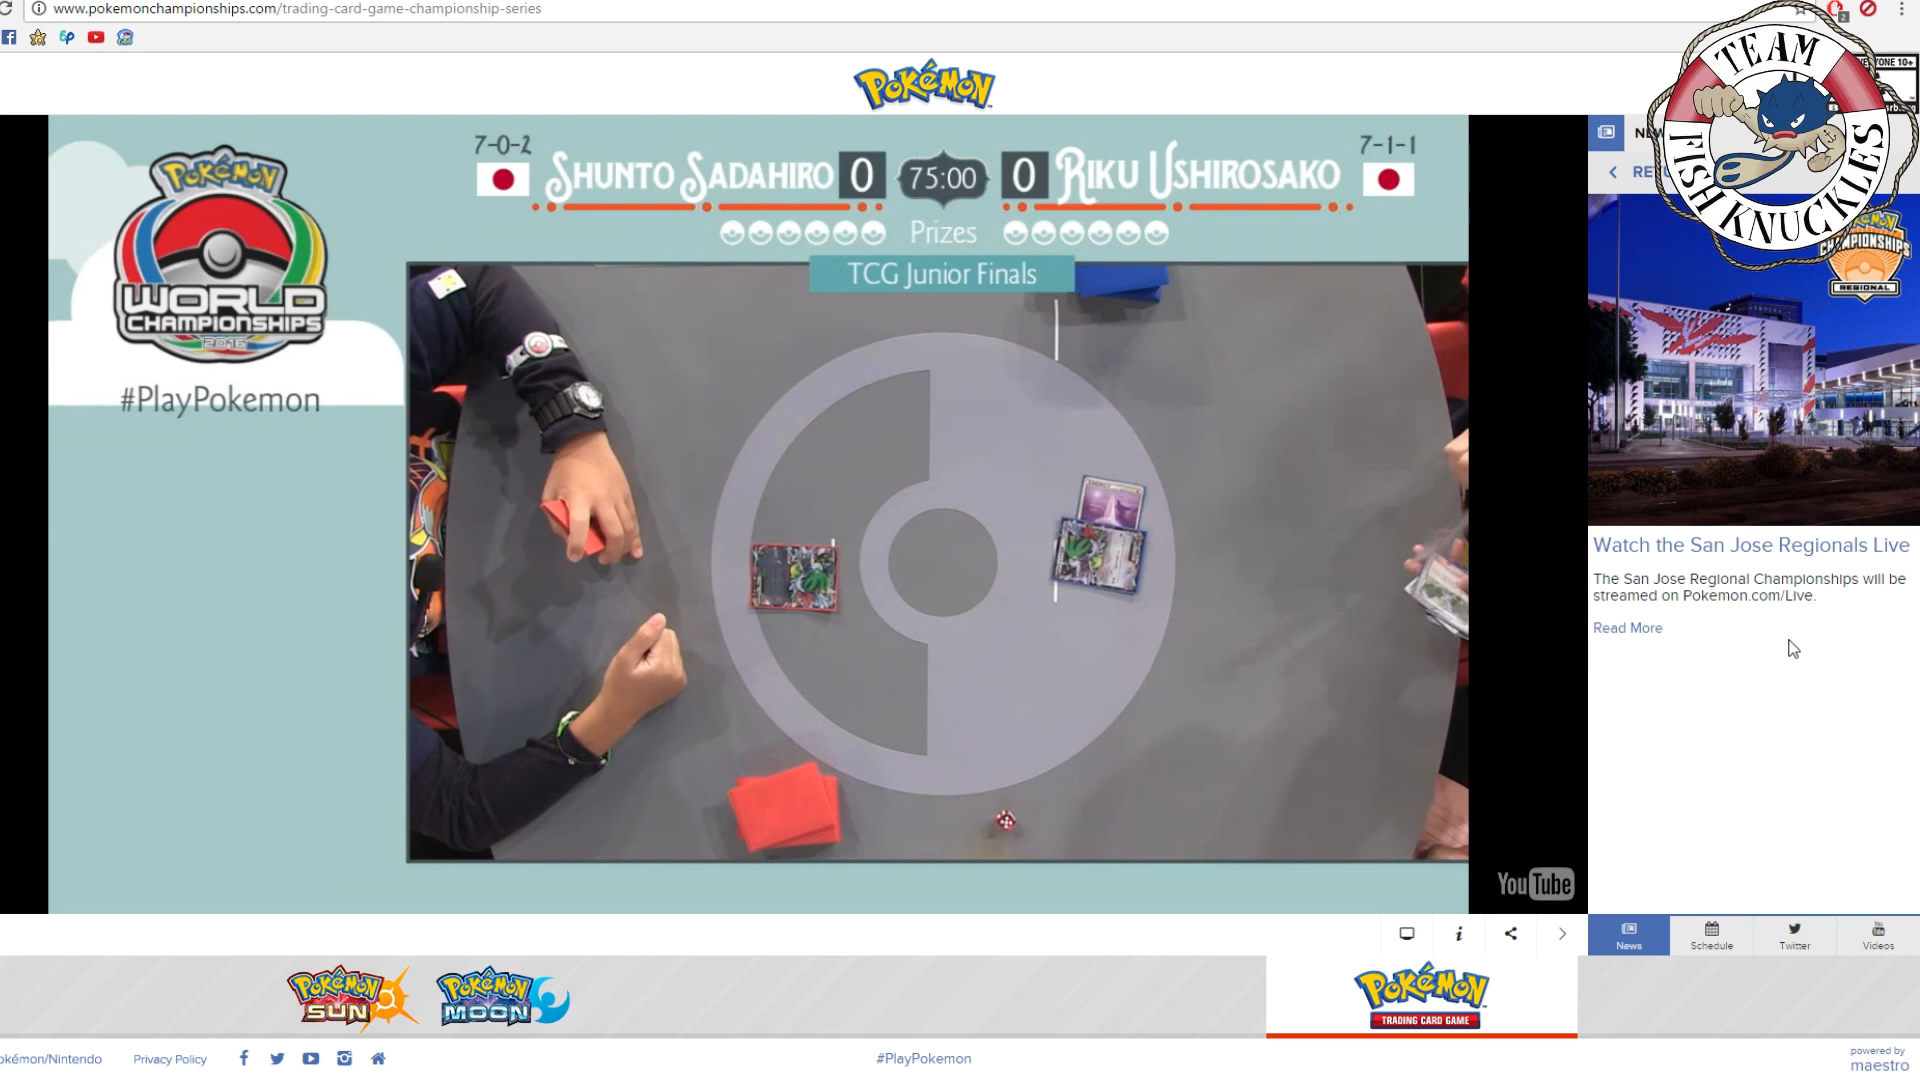 www.pokemonchampionships.com/trading-card-game-championship-series
2
6P
POKéMON
TEAM
FISH KNUCKLES
7-0-2
SHUNTO SADAHIRO 0
75:00
0 RIKU USHIROSAKO
7-1-1
Prizes
TCG Junior Finals
POKéMON
WORLD
CHAMPIONSHIPS
2016
#PlayPokemon
CHAMPIONSHIPS
REGIONAL
Watch the San Jose Regionals Live
The San Jose Regional Championships will be
streamed on Pokemon.com/Live.
Read More
YouTube
News
Schedule
Twitter
Videos
POKéMON
SUN
POKéMON
MOON
POKéMON
TRADING CARD GAME
okémon/Nintendo
Privacy Policy
#PlayPokemon
powered by
maestro